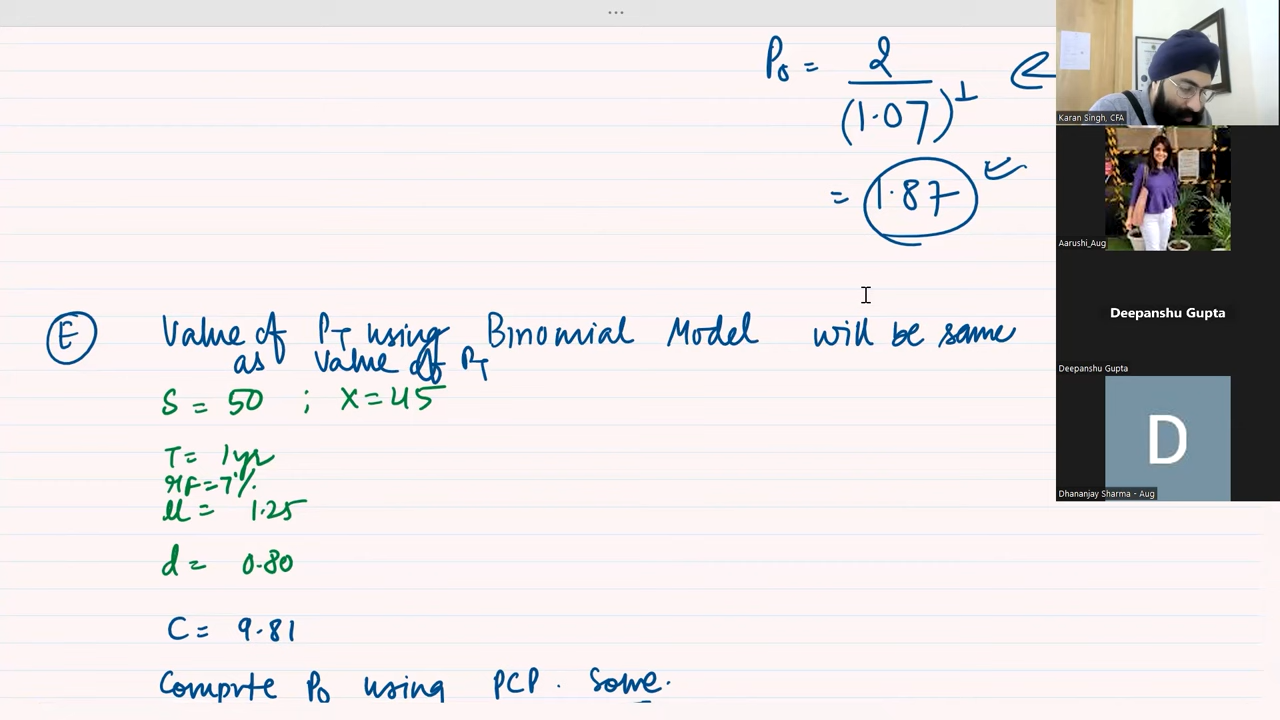 P₀ = 2
(1.07)¹
= 1.87
E Value of P_T using Binomial Model will be same
as value of P_T
S = 50 ; X = 45
T = 1yr
rF = 7%.
u = 1.25
d = 0.80
C = 9.81
Compute P₀ using PCP. Same.
Karan Singh, CFA
Aarushi_Aug
Deepanshu Gupta
Deepanshu Gupta
D
Dhananjay Sharma - Aug